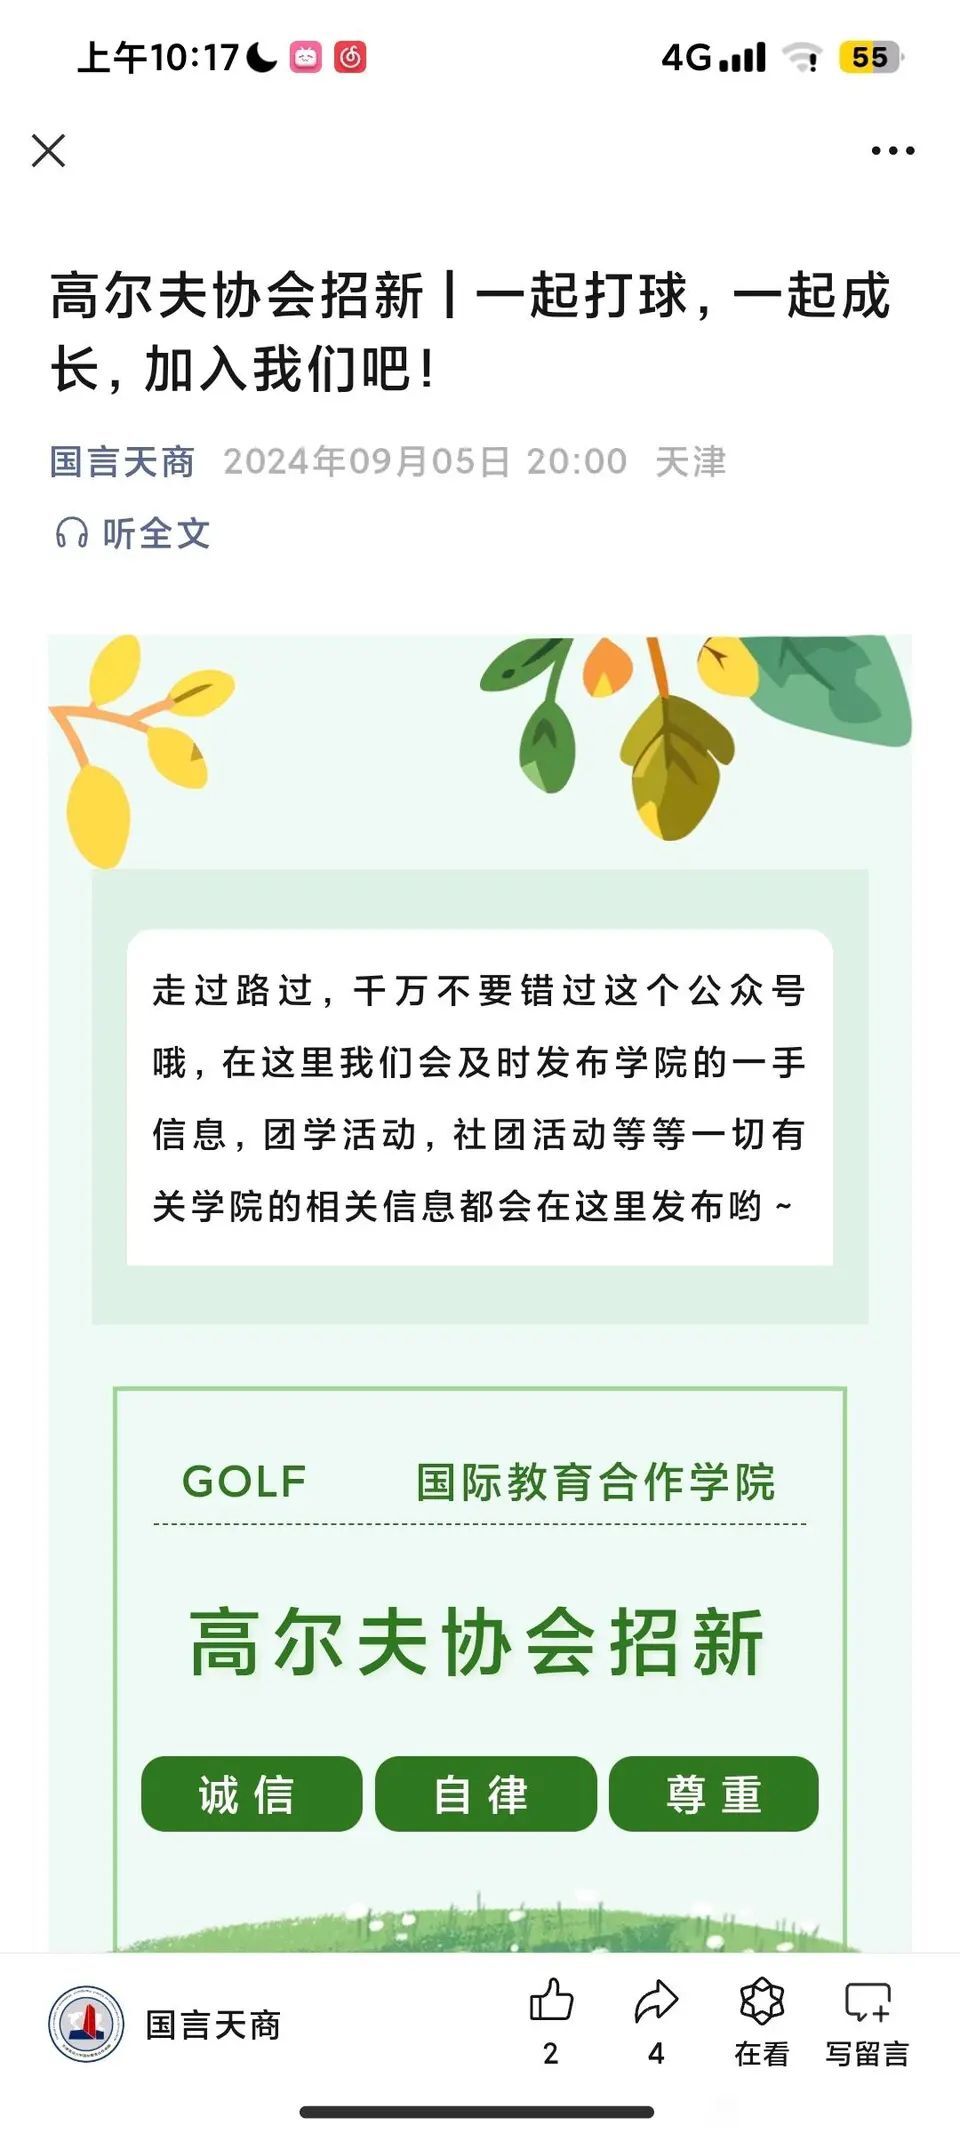 上午10:17
4G
55
高尔夫协会招新 | 一起打球，一起成
长，加入我们吧！
国言天商 2024年09月05日 20:00 天津
听全文
走过路过，千万不要错过这个公众号
哦，在这里我们会及时发布学院的一手
信息，团学活动，社团活动等等一切有
关学院的相关信息都会在这里发布哟~
GOLF 国际教育合作学院
高尔夫协会招新
诚信 自律 尊重
国言天商
2 4 在看 写留言